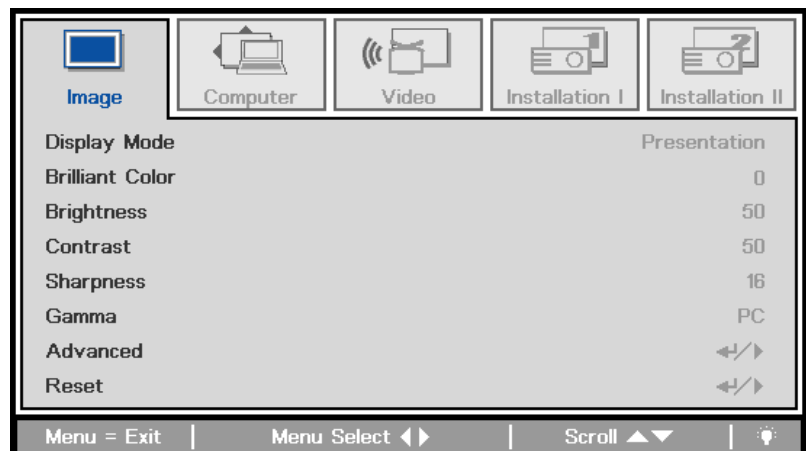 Image Computer Video Installation I Installation II
Display Mode Presentation
Brilliant Color 0
Brightness 50
Contrast 50
Sharpness 16
Gamma PC
Advanced
Reset
Menu = Exit Menu Select Scroll